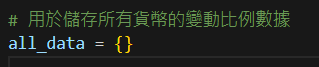 # 用於儲存所有貨幣的變動比例數據
all_data = {}